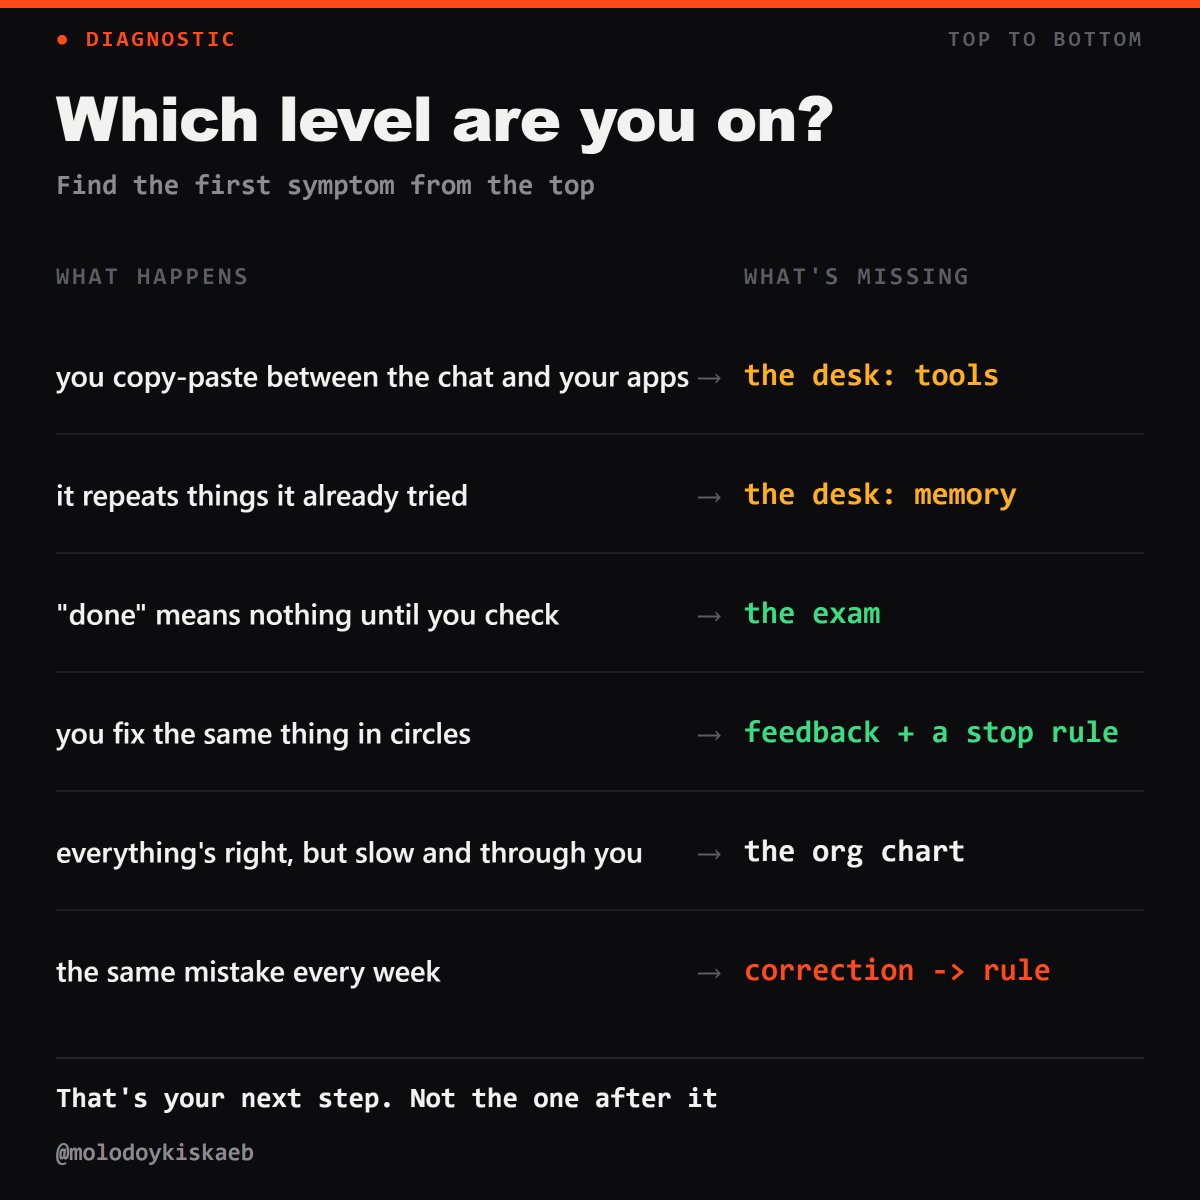 • DIAGNOSTIC
TOP TO BOTTOM
Which level are you on?
Find the first symptom from the top
WHAT HAPPENS
WHAT'S MISSING
you copy-paste between the chat and your apps → the desk: tools
it repeats things it already tried → the desk: memory
"done" means nothing until you check → the exam
you fix the same thing in circles → feedback + a stop rule
everything's right, but slow and through you → the org chart
the same mistake every week → correction -> rule
That's your next step. Not the one after it
@molodoykiskaeb